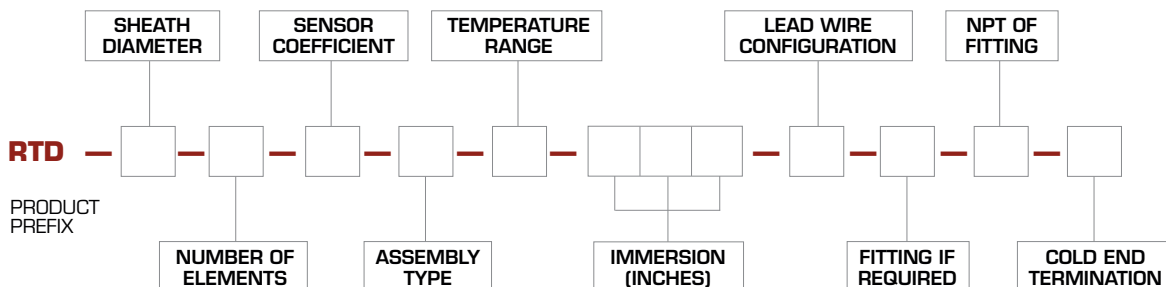 SHEATH
DIAMETER
SENSOR
COEFFICIENT
TEMPERATURE
RANGE
LEAD WIRE
CONFIGURATION
NPT OF
FITTING
RTD
PRODUCT
PREFIX
NUMBER OF
ELEMENTS
ASSEMBLY
TYPE
IMMERSION
(INCHES)
FITTING IF
REQUIRED
COLD END
TERMINATION